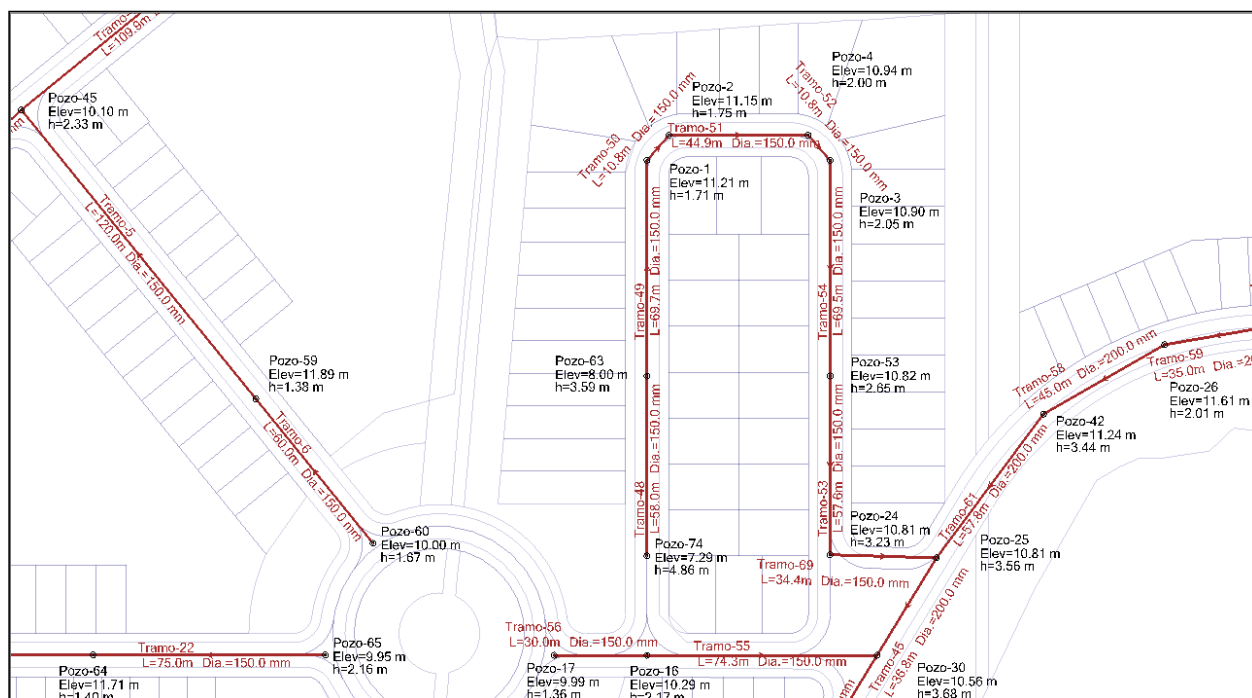 L=109.9m
Pozo-45
Elev=10.10 m
h=2.33 m
Tramo-5
L=120.0m Dia.=150.0 mm
Pozo-59
Elev=11.89 m
h=1.38 m
Tramo-6
L=60.0m Dia.=150.0 mm
Pozo-60
Elev=10.00 m
h=1.67 m
Tramo-22
L=75.0m Dia.=150.0 mm
Pozo-64
Elev=11.71 m
Pozo-65
Elev=9.95 m
h=2.16 m
Pozo-4
Elev=10.94 m
h=2.00 m
Pozo-2
Elev=11.15 m
h=1.75 m
Tramo-50
L=10.8m Dia.=150.0 mm
Tramo-51
L=44.9m Dia.=150.0 mm
Tramo-52
L=10.8m Dia.=150.0 mm
Pozo-1
Elev=11.21 m
h=1.71 m
Pozo-3
Elev=10.90 m
h=2.05 m
Tramo-49
L=69.7m Dia.=150.0 mm
Tramo-54
L=69.5m Dia.=150.0 mm
Pozo-63
Elev=8.00 m
h=3.59 m
Pozo-53
Elev=10.82 m
h=2.65 m
Tramo-48
L=58.0m Dia.=150.0 mm
Tramo-53
L=57.6m Dia.=150.0 mm
Pozo-74
Elev=7.29 m
h=4.86 m
Pozo-24
Elev=10.81 m
h=3.23 m
Tramo-69
L=34.4m Dia.=150.0 mm
Tramo-58
L=45.0m Dia.=200.0 mm
Tramo-59
L=35.0m
Pozo-26
Elev=11.61 m
h=2.01 m
Pozo-42
Elev=11.24 m
h=3.44 m
Tramo-61
L=57.8m Dia.=200.0 mm
Pozo-25
Elev=10.81 m
h=3.56 m
Tramo-56
L=30.0m Dia.=150.0 mm
Tramo-55
L=74.3m Dia.=150.0 mm
Tramo-45
L=36.8m Dia.=200.0 mm
Pozo-17
Elev=9.99 m
h=1.36 m
Pozo-16
Elev=10.29 m
Pozo-30
Elev=10.56 m
h=3.68 m